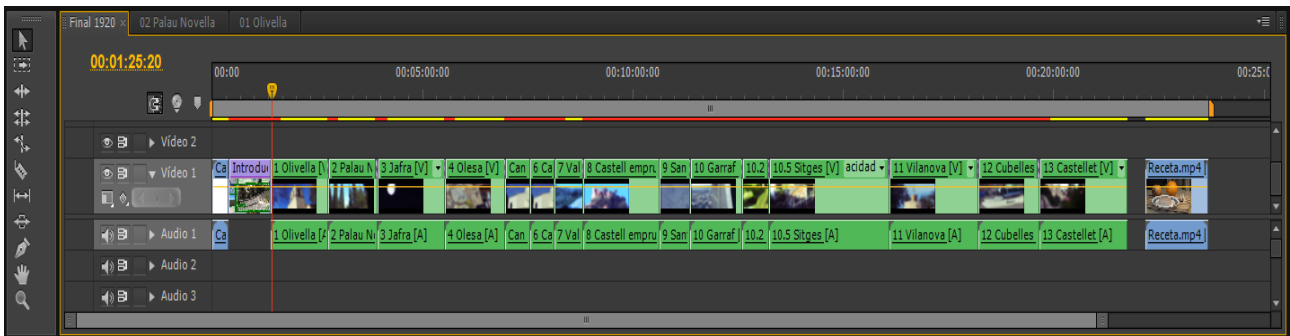 Final 1920 × 02 Palau Novella 01 Olivella
00:01:25:20
00:00 00:05:00:00 00:10:00:00 00:15:00:00 00:20:00:00 00:25:0
Vídeo 2
Vídeo 1
Ca Introdu 1 Olivella [V 2 Palau N 3 Jafra [V] 4 Olesa [V] Can 6 Ca 7 Val 8 Castell empru 9 San 10 Garraf 10.2 10.5 Sitges [V] acidad 11 Vilanova [V] 12 Cubelles 13 Castellet [V] Receta.mp4 [
Audio 1
Ca 1 Olivella [A 2 Palau N 3 Jafra [A] 4 Olesa [A] Can 6 Ca 7 Val 8 Castell empru 9 San 10 Garraf [ 10.2 10.5 Sitges [A] 11 Vilanova [A] 12 Cubelles 13 Castellet [A] Receta.mp4 [
Audio 2
Audio 3